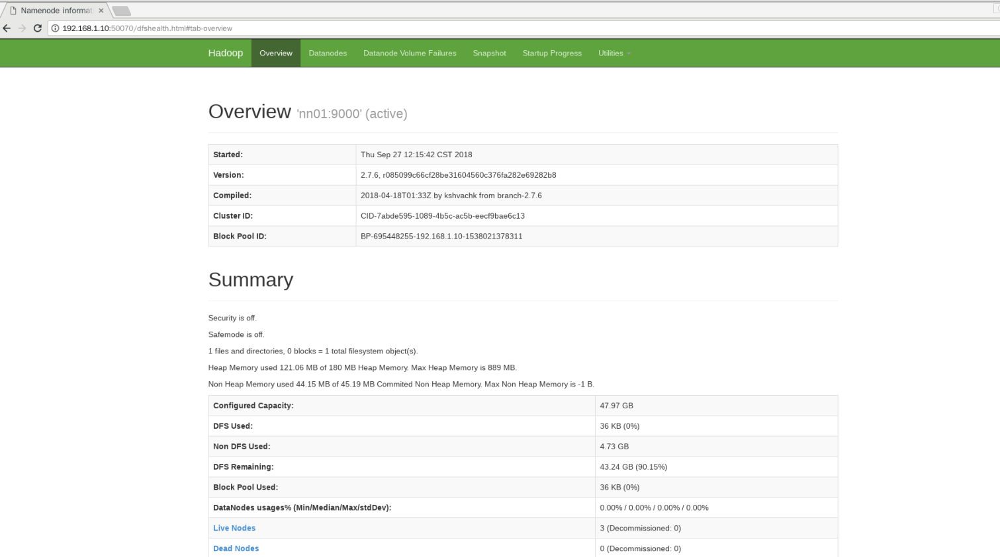 Namenode informat
192.168.1.10:50070/dfshealth.html#tab-overview
Hadoop Overview Datanodes Datanode Volume Failures Snapshot Startup Progress Utilities
Overview 'nn01:9000' (active)
Started: Thu Sep 27 12:15:42 CST 2018
Version: 2.7.6, r085099c66cf28be31604560c376fa282e69282b8
Compiled: 2018-04-18T01:33Z by kshvachk from branch-2.7.6
Cluster ID: CID-7abde595-1089-4b5c-ac5b-eecf9bae6c13
Block Pool ID: BP-695448255-192.168.1.10-1538021378311
Summary
Security is off.
Safemode is off.
1 files and directories, 0 blocks = 1 total filesystem object(s).
Heap Memory used 121.06 MB of 180 MB Heap Memory. Max Heap Memory is 889 MB.
Non Heap Memory used 44.15 MB of 45.19 MB Commited Non Heap Memory. Max Non Heap Memory is -1 B.
Configured Capacity: 47.97 GB
DFS Used: 36 KB (0%)
Non DFS Used: 4.73 GB
DFS Remaining: 43.24 GB (90.15%)
Block Pool Used: 36 KB (0%)
DataNodes usages% (Min/Median/Max/stdDev): 0.00% / 0.00% / 0.00% / 0.00%
Live Nodes 3 (Decommissioned: 0)
Dead Nodes 0 (Decommissioned: 0)